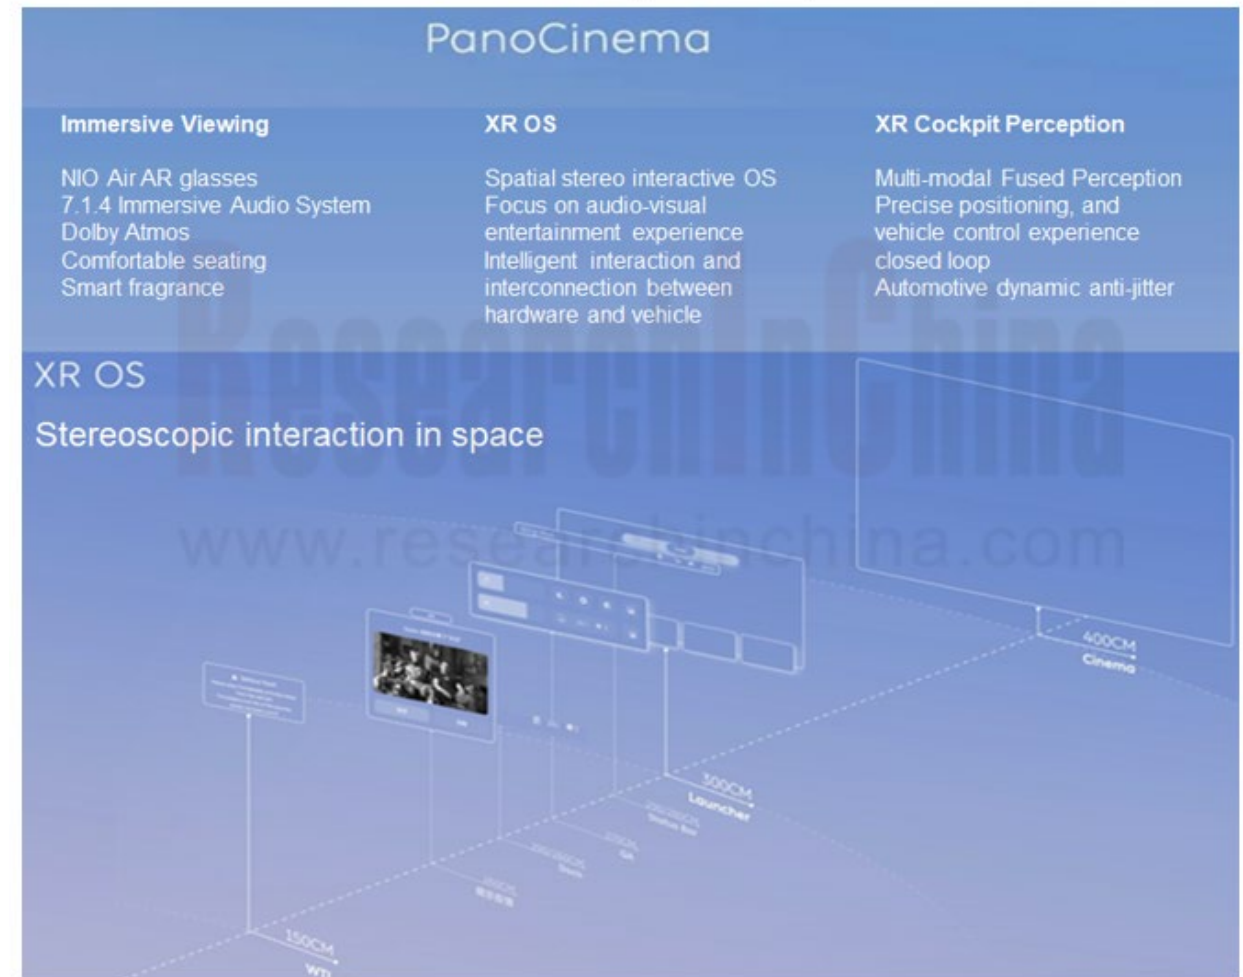 PanoCinema
Immersive Viewing
NIO Air AR glasses
7.1.4 Immersive Audio System
Dolby Atmos
Comfortable seating
Smart fragrance
XR OS
Spatial stereo interactive OS
Focus on audio-visual
entertainment experience
Intelligent interaction and
interconnection between
hardware and vehicle
XR Cockpit Perception
Multi-modal Fused Perception
Precise positioning, and
vehicle control experience
closed loop
Automotive dynamic anti-jitter
ResearchInChina
www.researchinchina.com
XR OS
Stereoscopic interaction in space
400CM
Cinema
300CM
Launcher
Status Bar
Dock
150CM
WTI